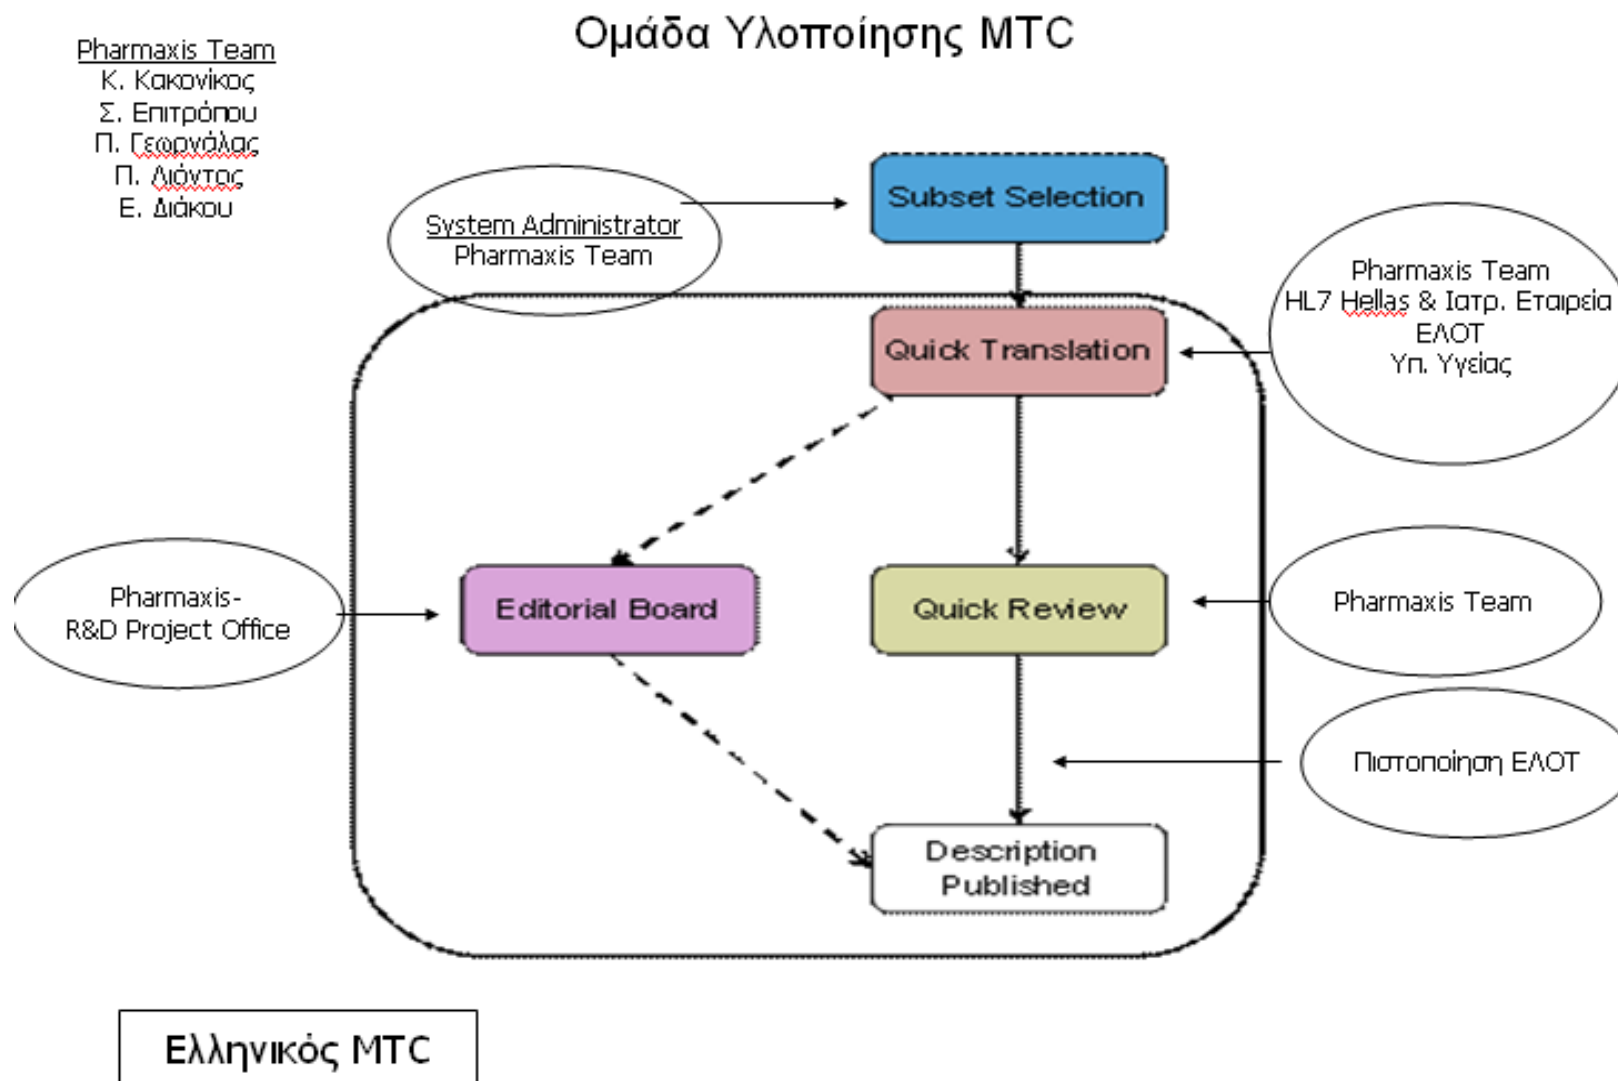 Ομάδα Υλοποίησης MTC
Pharmaxis Team
Κ. Κακονίκος
Σ. Επιτρόπου
Π. Γεωργάλας
Π. Λιόντος
Ε. Διάκου
System Administrator
Pharmaxis Team
Subset Selection
Pharmaxis Team
HL7 Hellas & Ιατρ. Εταιρεία
ΕΛΟΤ
Υπ. Υγείας
Quick Translation
Pharmaxis-
R&D Project Office
Editorial Board
Quick Review
Pharmaxis Team
Πιστοποίηση ΕΛΟΤ
Description
Published
Ελληνικός MTC